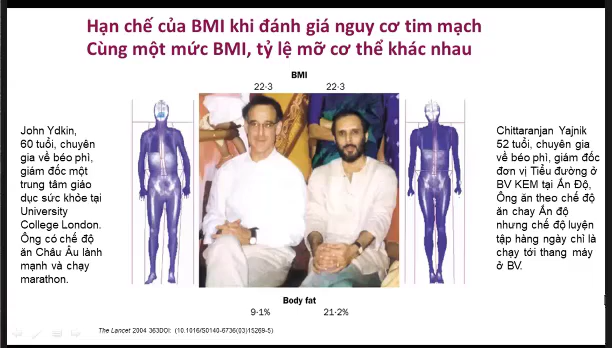 Hạn chế của BMI khi đánh giá nguy cơ tim mạch
Cùng một mức BMI, tỷ lệ mỡ cơ thể khác nhau
BMI
22·3 22·3
John Ydkin,
60 tuổi, chuyên
gia về béo phì,
giám đốc một
trung tâm giáo
dục sức khỏe tại
University
College London.
Ông có chế độ
ăn Châu Âu lành
mạnh và chạy
marathon.
Chittaranjan Yajnik
52 tuổi, chuyên gia
về béo phì, giám đốc
đơn vị Tiểu đường ở
BV KEM tại Ấn Độ,
Ông ăn theo chế độ
ăn chay Ấn độ
nhưng chế độ luyện
tập hàng ngày chỉ là
chạy tới thang máy
ở BV.
Body fat
9·1% 21·2%
The Lancet 2004 363DOI: (10.1016/S0140-6736(03)15269-5)